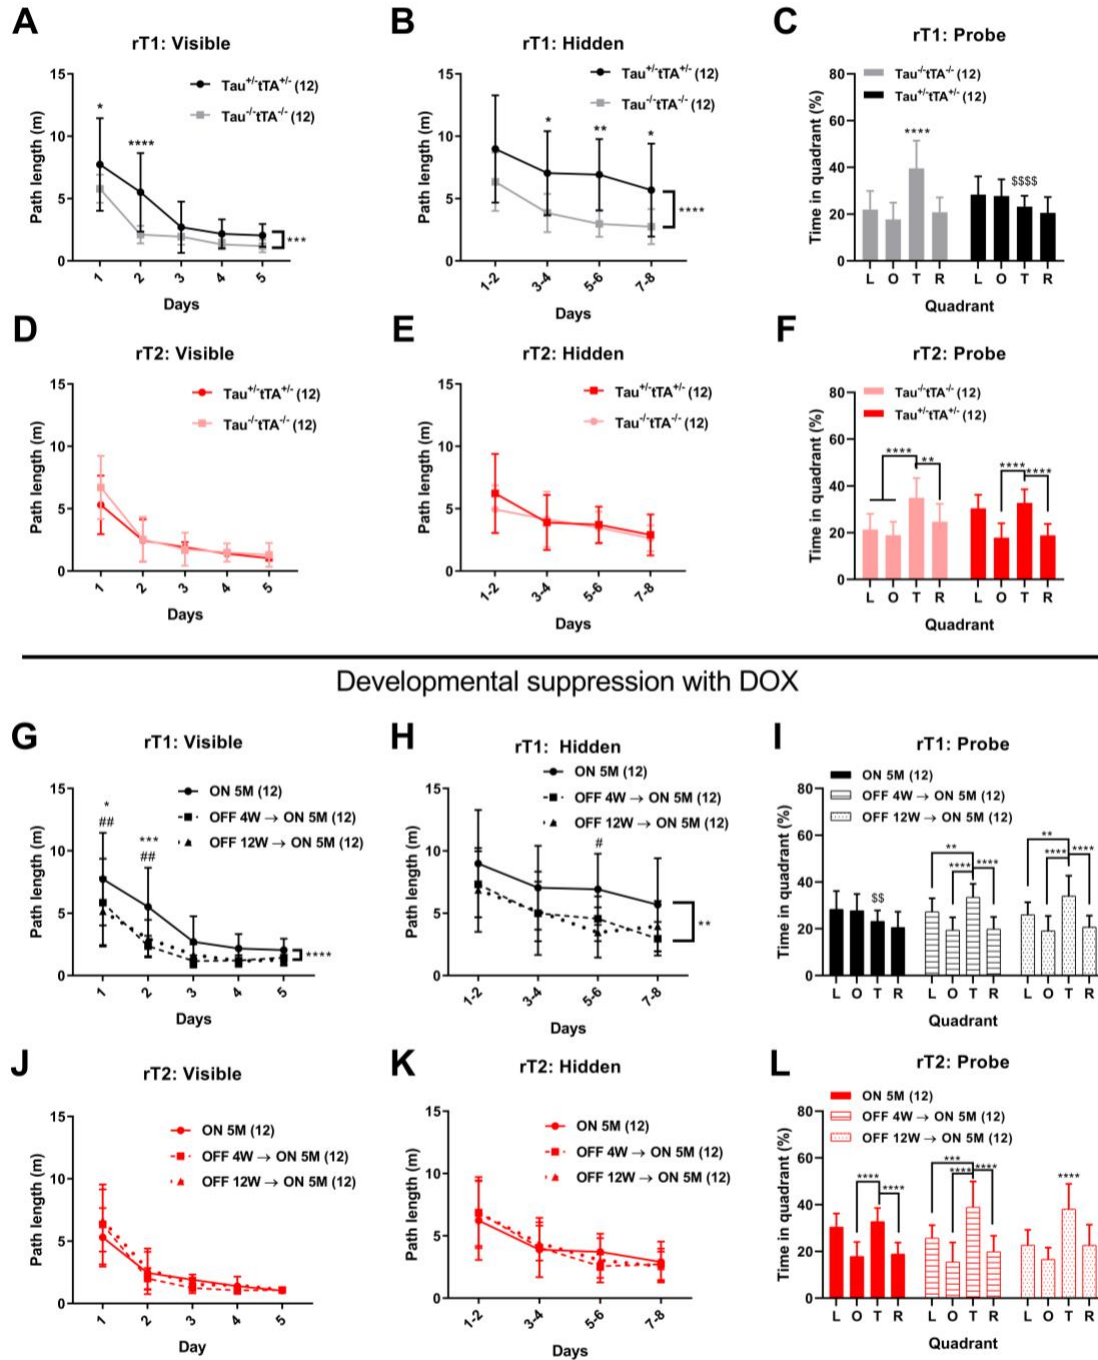 A
rT1: Visible
Path length (m)
15
10
5
0
Tau+/-tTA+/- (12)
Tau-/-tTA-/- (12)
*
****
***
1
2
3
4
5
Days
B
rT1: Hidden
Path length (m)
15
10
5
0
Tau+/-tTA+/- (12)
Tau-/-tTA-/- (12)
*
**
*
****
1-2
3-4
5-6
7-8
Days
C
rT1: Probe
Time in quadrant (%)
80
60
40
20
0
Tau-/-tTA-/- (12)
Tau+/-tTA+/- (12)
****
$$$$
L O T R L O T R
Quadrant
D
rT2: Visible
Path length (m)
15
10
5
0
Tau+/-tTA+/- (12)
Tau-/-tTA-/- (12)
1
2
3
4
5
Days
E
rT2: Hidden
Path length (m)
15
10
5
0
Tau+/-tTA+/- (12)
Tau-/-tTA-/- (12)
1-2
3-4
5-6
7-8
Days
F
rT2: Probe
Time in quadrant (%)
80
60
40
20
0
Tau-/-tTA-/- (12)
Tau+/-tTA+/- (12)
****
**
****
****
L O T R L O T R
Quadrant
Developmental suppression with DOX
G
rT1: Visible
Path length (m)
15
10
5
0
ON 5M (12)
OFF 4W → ON 5M (12)
OFF 12W → ON 5M (12)
*
##
***
##
****
1
2
3
4
5
Days
H
rT1: Hidden
Path length (m)
15
10
5
0
ON 5M (12)
OFF 4W → ON 5M (12)
OFF 12W → ON 5M (12)
#
**
1-2
3-4
5-6
7-8
Days
I
rT1: Probe
Time in quadrant (%)
80
60
40
20
0
ON 5M (12)
OFF 4W → ON 5M (12)
OFF 12W → ON 5M (12)
$$
**
****
****
**
****
****
L O T R L O T R L O T R
Quadrant
J
rT2: Visible
Path length (m)
15
10
5
0
ON 5M (12)
OFF 4W → ON 5M (12)
OFF 12W → ON 5M (12)
1
2
3
4
5
Day
K
rT2: Hidden
Path length (m)
15
10
5
0
ON 5M (12)
OFF 4W → ON 5M (12)
OFF 12W → ON 5M (12)
1-2
3-4
5-6
7-8
Days
L
rT2: Probe
Time in quadrant (%)
80
60
40
20
0
ON 5M (12)
OFF 4W → ON 5M (12)
OFF 12W → ON 5M (12)
****
****
***
****
****
****
L O T R L O T R L O T R
Quadrant